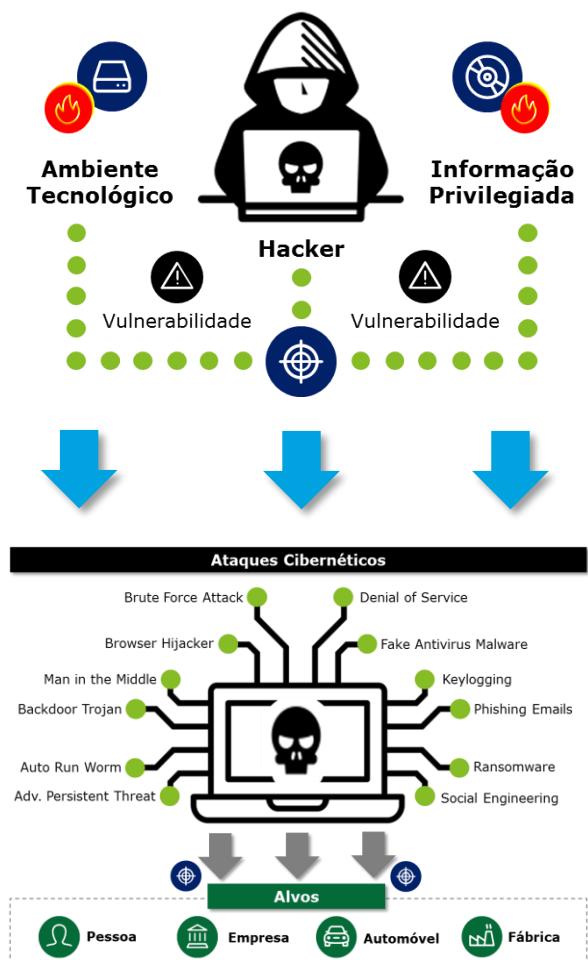 Ambiente
Tecnológico
Informação
Privilegiada
Hacker
Vulnerabilidade
Vulnerabilidade
Ataques Cibernéticos
Brute Force Attack
Denial of Service
Browser Hijacker
Fake Antivirus Malware
Man in the Middle
Keylogging
Backdoor Trojan
Phishing Emails
Auto Run Worm
Ransomware
Adv. Persistent Threat
Social Engineering
Alvos
Pessoa
Empresa
Automóvel
Fábrica